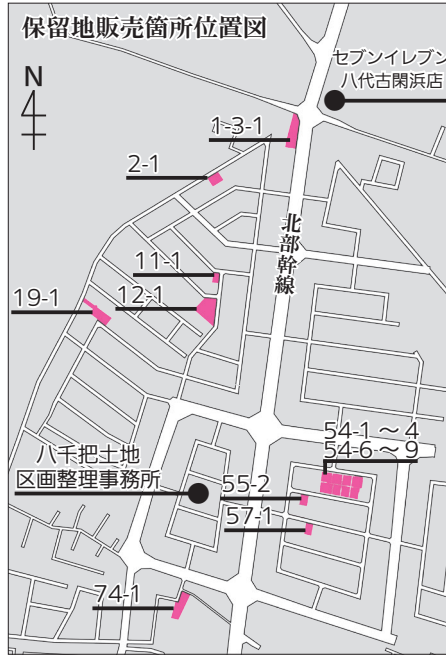 保留地販売箇所位置図
セブンイレブン
八代古閑浜店
N
1-3-1
2-1
北部幹線
11-1
19-1
12-1
54-1～4
54-6～9
八千把土地
区画整理事務所
55-2
57-1
74-1